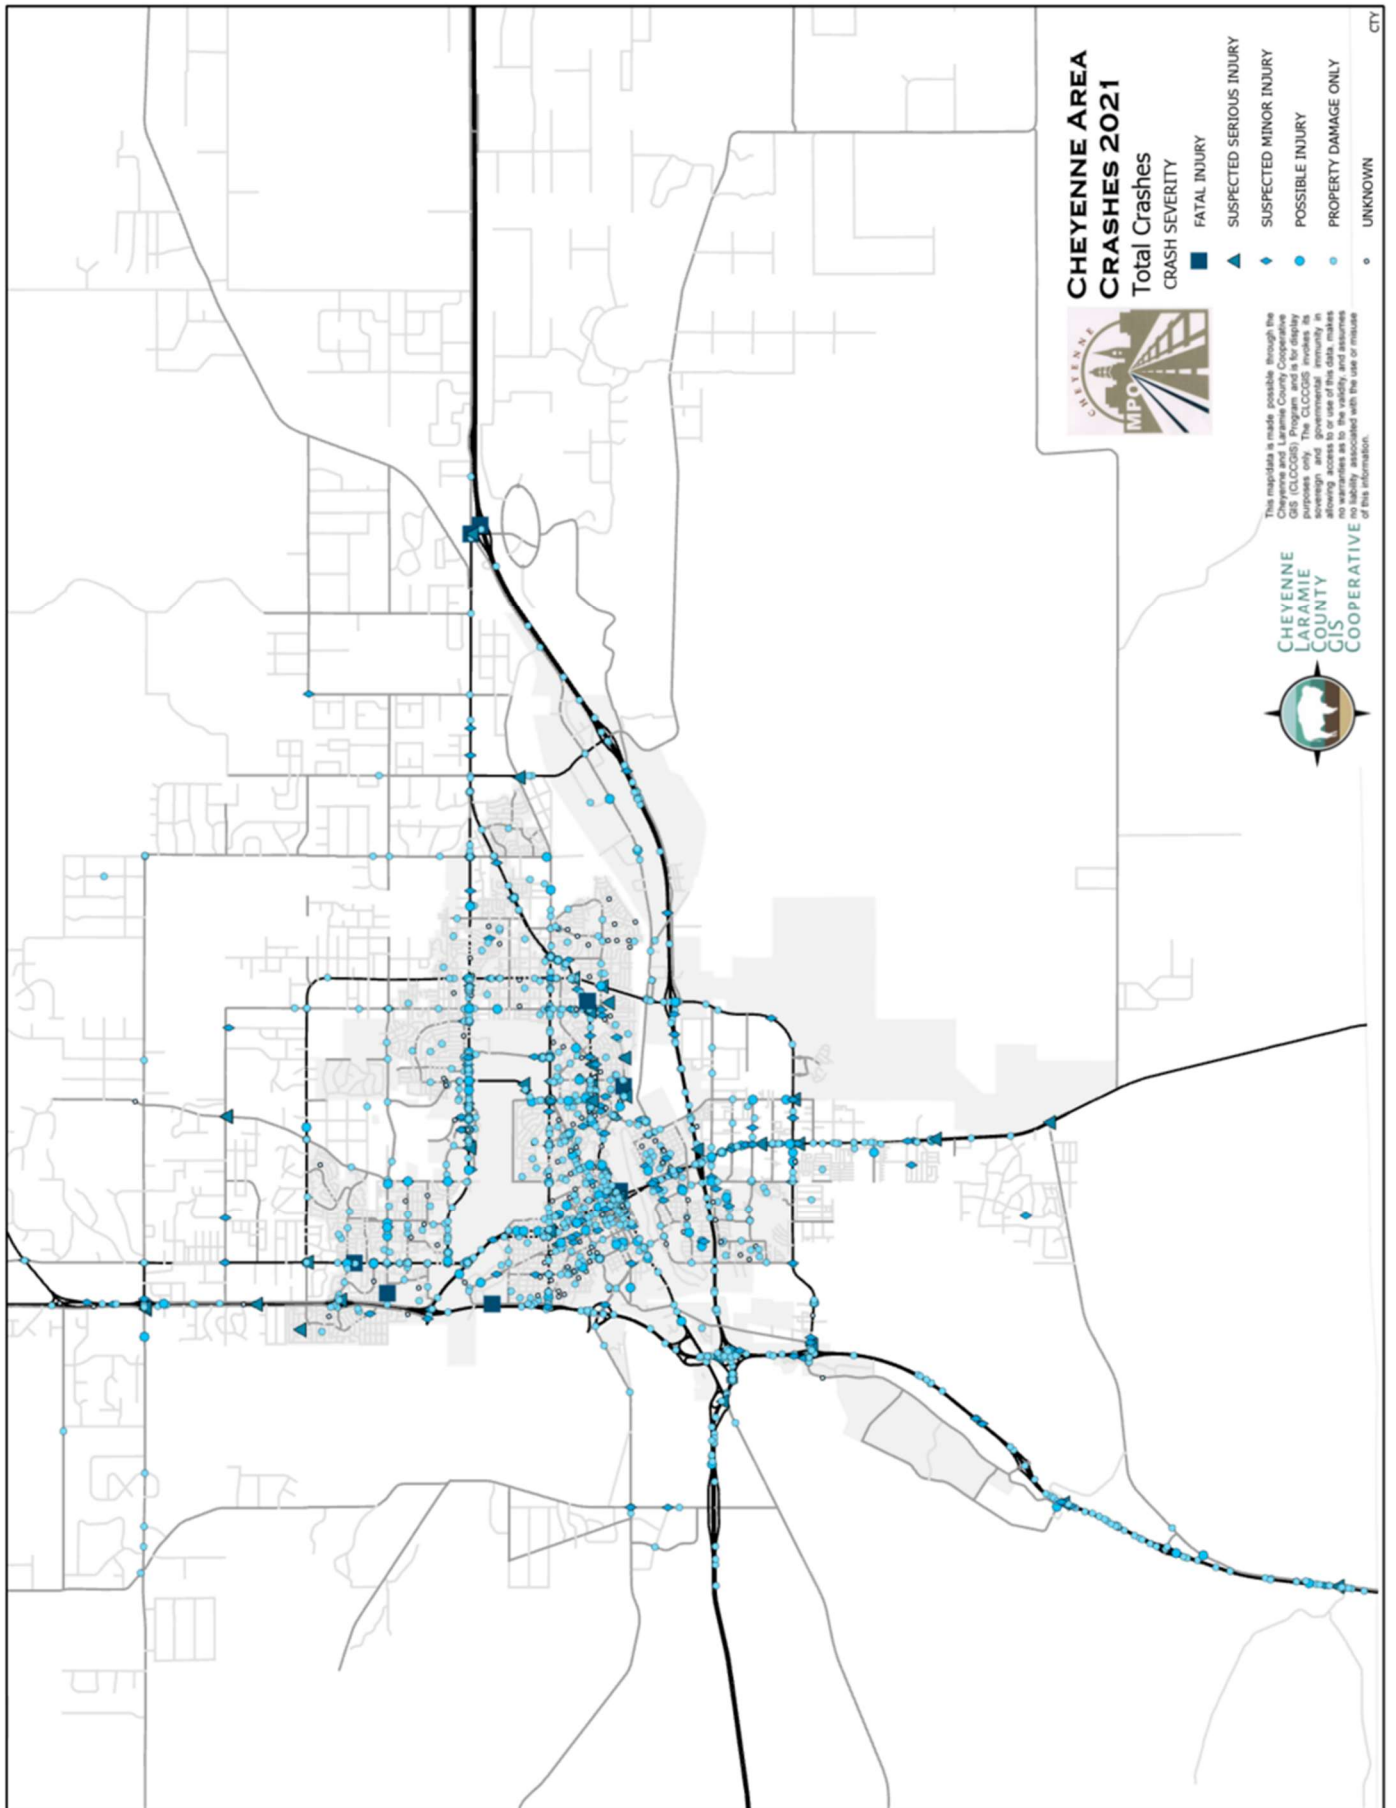 CHEYENNE AREA
CRASHES 2021
Total Crashes
CRASH SEVERITY
FATAL INJURY
SUSPECTED SERIOUS INJURY
SUSPECTED MINOR INJURY
POSSIBLE INJURY
PROPERTY DAMAGE ONLY
UNKNOWN
CHEYENNE
MPO
This map/data is made possible through the
Cheyenne and Laramie County Cooperative
GIS (CLCCGIS) Program and is for display
purposes only. The CLCCGIS invokes its
sovereign and governmental immunity in
allowing access to or use of this data, makes
no warranties as to the validity, and assumes
no liability associated with the use or misuse
of this information.
CHEYENNE
LARAMIE
COUNTY
GIS
COOPERATIVE
CTY